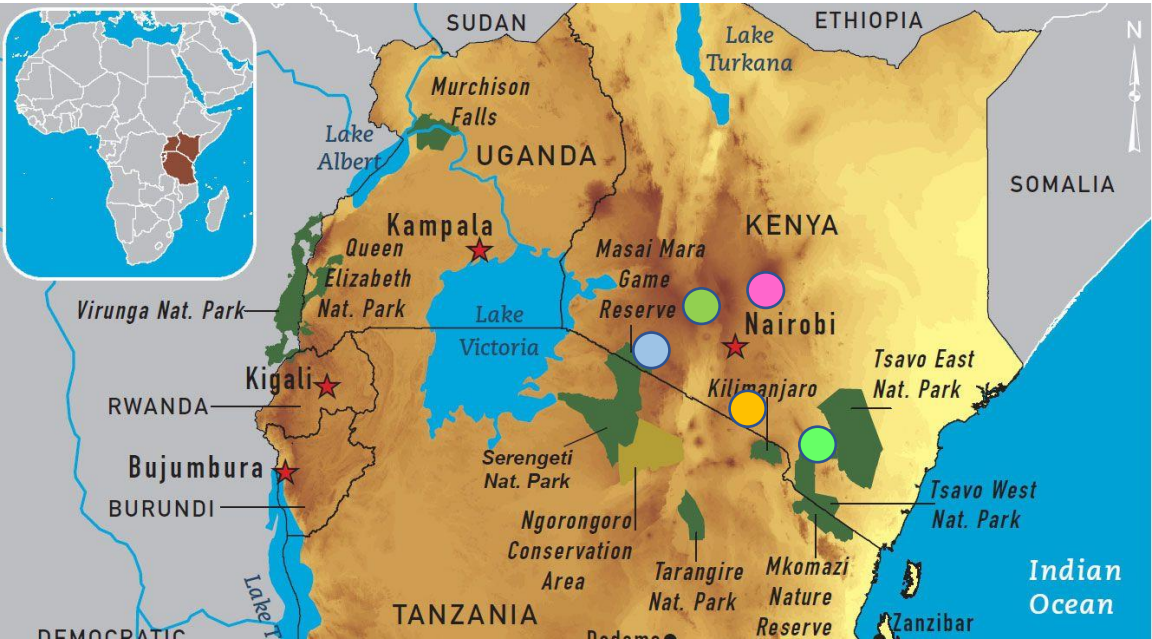 SUDAN
ETHIOPIA
N
Lake
Turkana
Murchison
Falls
Lake
Albert
UGANDA
SOMALIA
KENYA
Kampala
Masai Mara
Game
Reserve
Queen
Elizabeth
Nat. Park
Virunga Nat. Park
Lake
Victoria
Nairobi
Tsavo East
Nat. Park
Kigali
Kilimanjaro
RWANDA
Serengeti
Nat. Park
Bujumbura
Tsavo West
Nat. Park
BURUNDI
Ngorongoro
Conservation
Area
Tarangire
Nat. Park
Mkomazi
Nature
Reserve
Indian
Ocean
Lake T
TANZANIA
Zanzibar
DEMOCRATIC
Dodoma